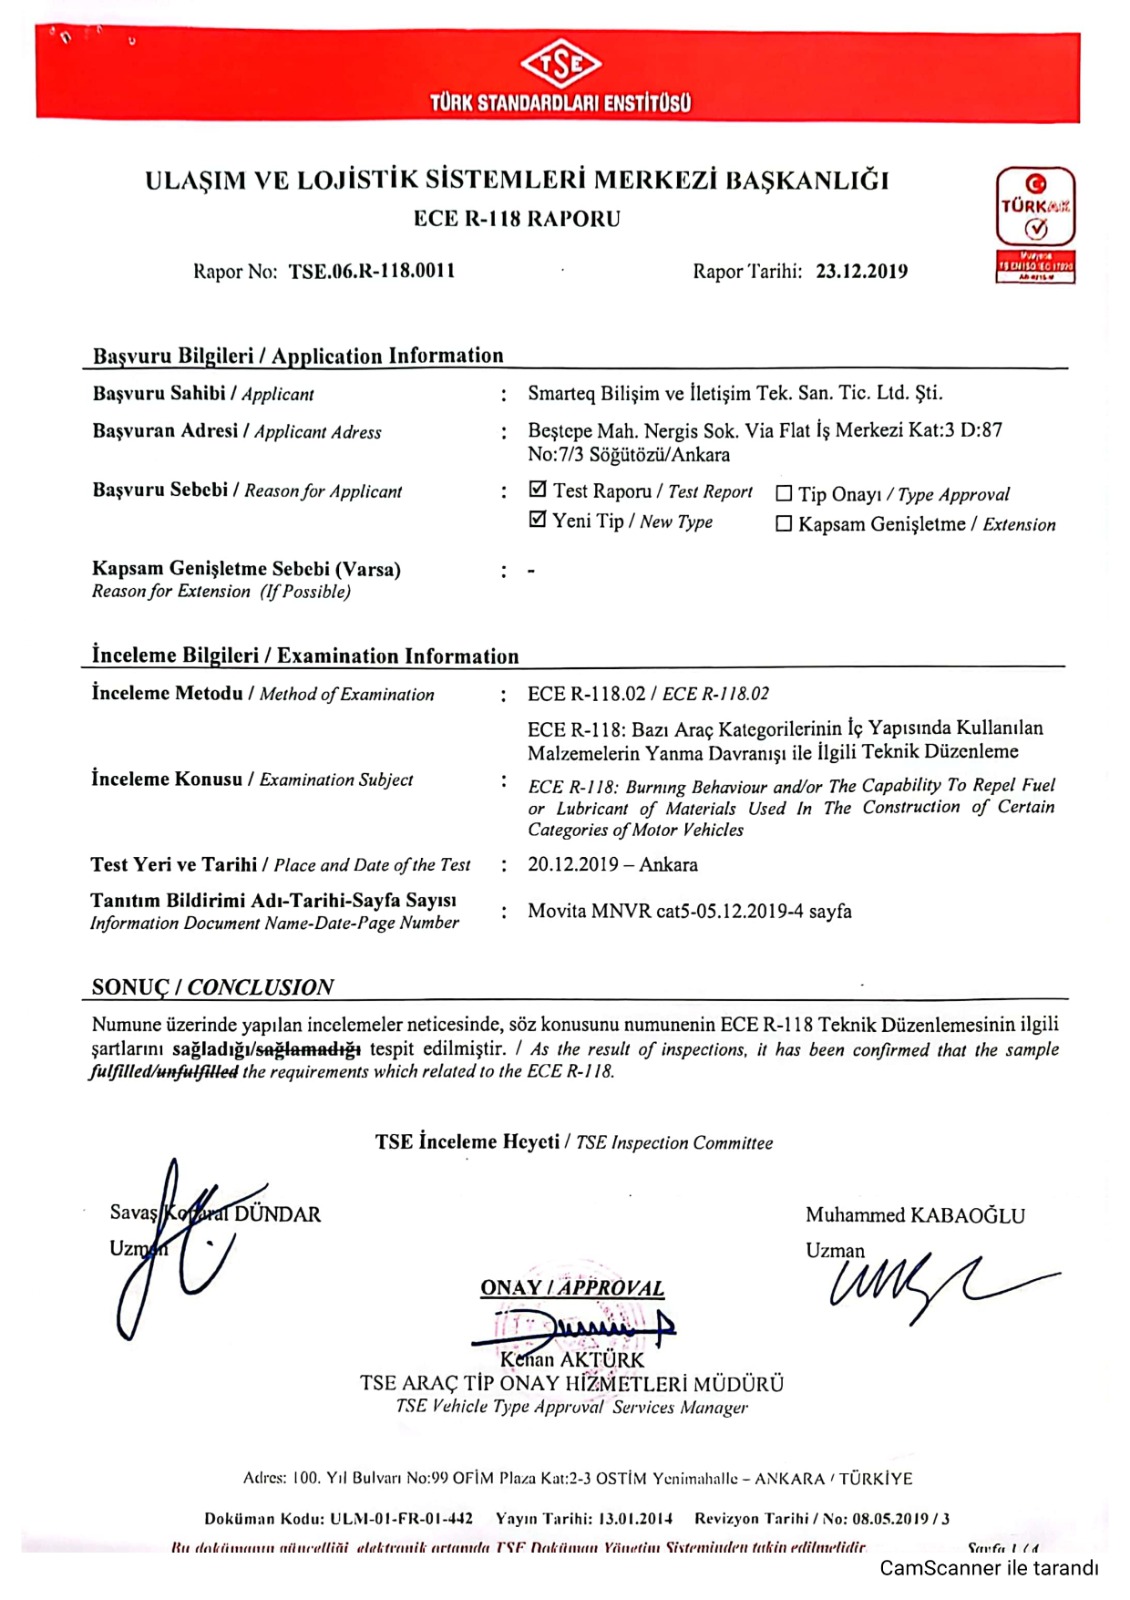 TSE
TÜRK STANDARDLARI ENSTİTÜSÜ
ULAŞIM VE LOJİSTİK SİSTEMLERİ MERKEZİ BAŞKANLIĞI
ECE R-118 RAPORU
TÜRKAK
Rapor No: TSE.06.R-118.0011 Rapor Tarihi: 23.12.2019
Başvuru Bilgileri / Application Information
Başvuru Sahibi / Applicant : Smarteq Bilişim ve İletişim Tek. San. Tic. Ltd. Şti.
Başvuran Adresi / Applicant Adress : Beştepe Mah. Nergis Sok. Via Flat İş Merkezi Kat:3 D:87
No:7/3 Söğütözü/Ankara
Başvuru Sebebi / Reason for Applicant : ☑ Test Raporu / Test Report ☐ Tip Onayı / Type Approval
☑ Yeni Tip / New Type ☐ Kapsam Genişletme / Extension
Kapsam Genişletme Sebebi (Varsa) : -
Reason for Extension (If Possible)
İnceleme Bilgileri / Examination Information
İnceleme Metodu / Method of Examination : ECE R-118.02 / ECE R-118.02
ECE R-118: Bazı Araç Kategorilerinin İç Yapısında Kullanılan
Malzemelerin Yanma Davranışı ile İlgili Teknik Düzenleme
İnceleme Konusu / Examination Subject : ECE R-118: Burning Behaviour and/or The Capability To Repel Fuel
or Lubricant of Materials Used In The Construction of Certain
Categories of Motor Vehicles
Test Yeri ve Tarihi / Place and Date of the Test : 20.12.2019 – Ankara
Tanıtım Bildirimi Adı-Tarihi-Sayfa Sayısı
Information Document Name-Date-Page Number : Movita MNVR cat5-05.12.2019-4 sayfa
SONUÇ / CONCLUSION
Numune üzerinde yapılan incelemeler neticesinde, söz konusunu numunenin ECE R-118 Teknik Düzenlemesinin ilgili
şartlarını sağladığı/sağlamadığı tespit edilmiştir. / As the result of inspections, it has been confirmed that the sample
fulfilled/unfulfilled the requirements which related to the ECE R-118.
TSE İnceleme Heyeti / TSE Inspection Committee
Savaş DÜNDAR
Uzman
Muhammed KABAOĞLU
Uzman
ONAY / APPROVAL
Kenan AKTÜRK
TSE ARAÇ TİP ONAY HİZMETLERİ MÜDÜRÜ
TSE Vehicle Type Approval Services Manager
Adres: 100. Yıl Bulvarı No:99 OFİM Plaza Kat:2-3 OSTİM Yenimahalle – ANKARA / TÜRKİYE
Doküman Kodu: ULM-01-FR-01-442 Yayın Tarihi: 13.01.2014 Revizyon Tarihi / No: 08.05.2019 / 3
Bu dokümanın güncelliği elektronik ortamda TSE Doküman Yönetim Sisteminden takip edilmelidir. Sayfa 1 / 4
CamScanner ile tarandı